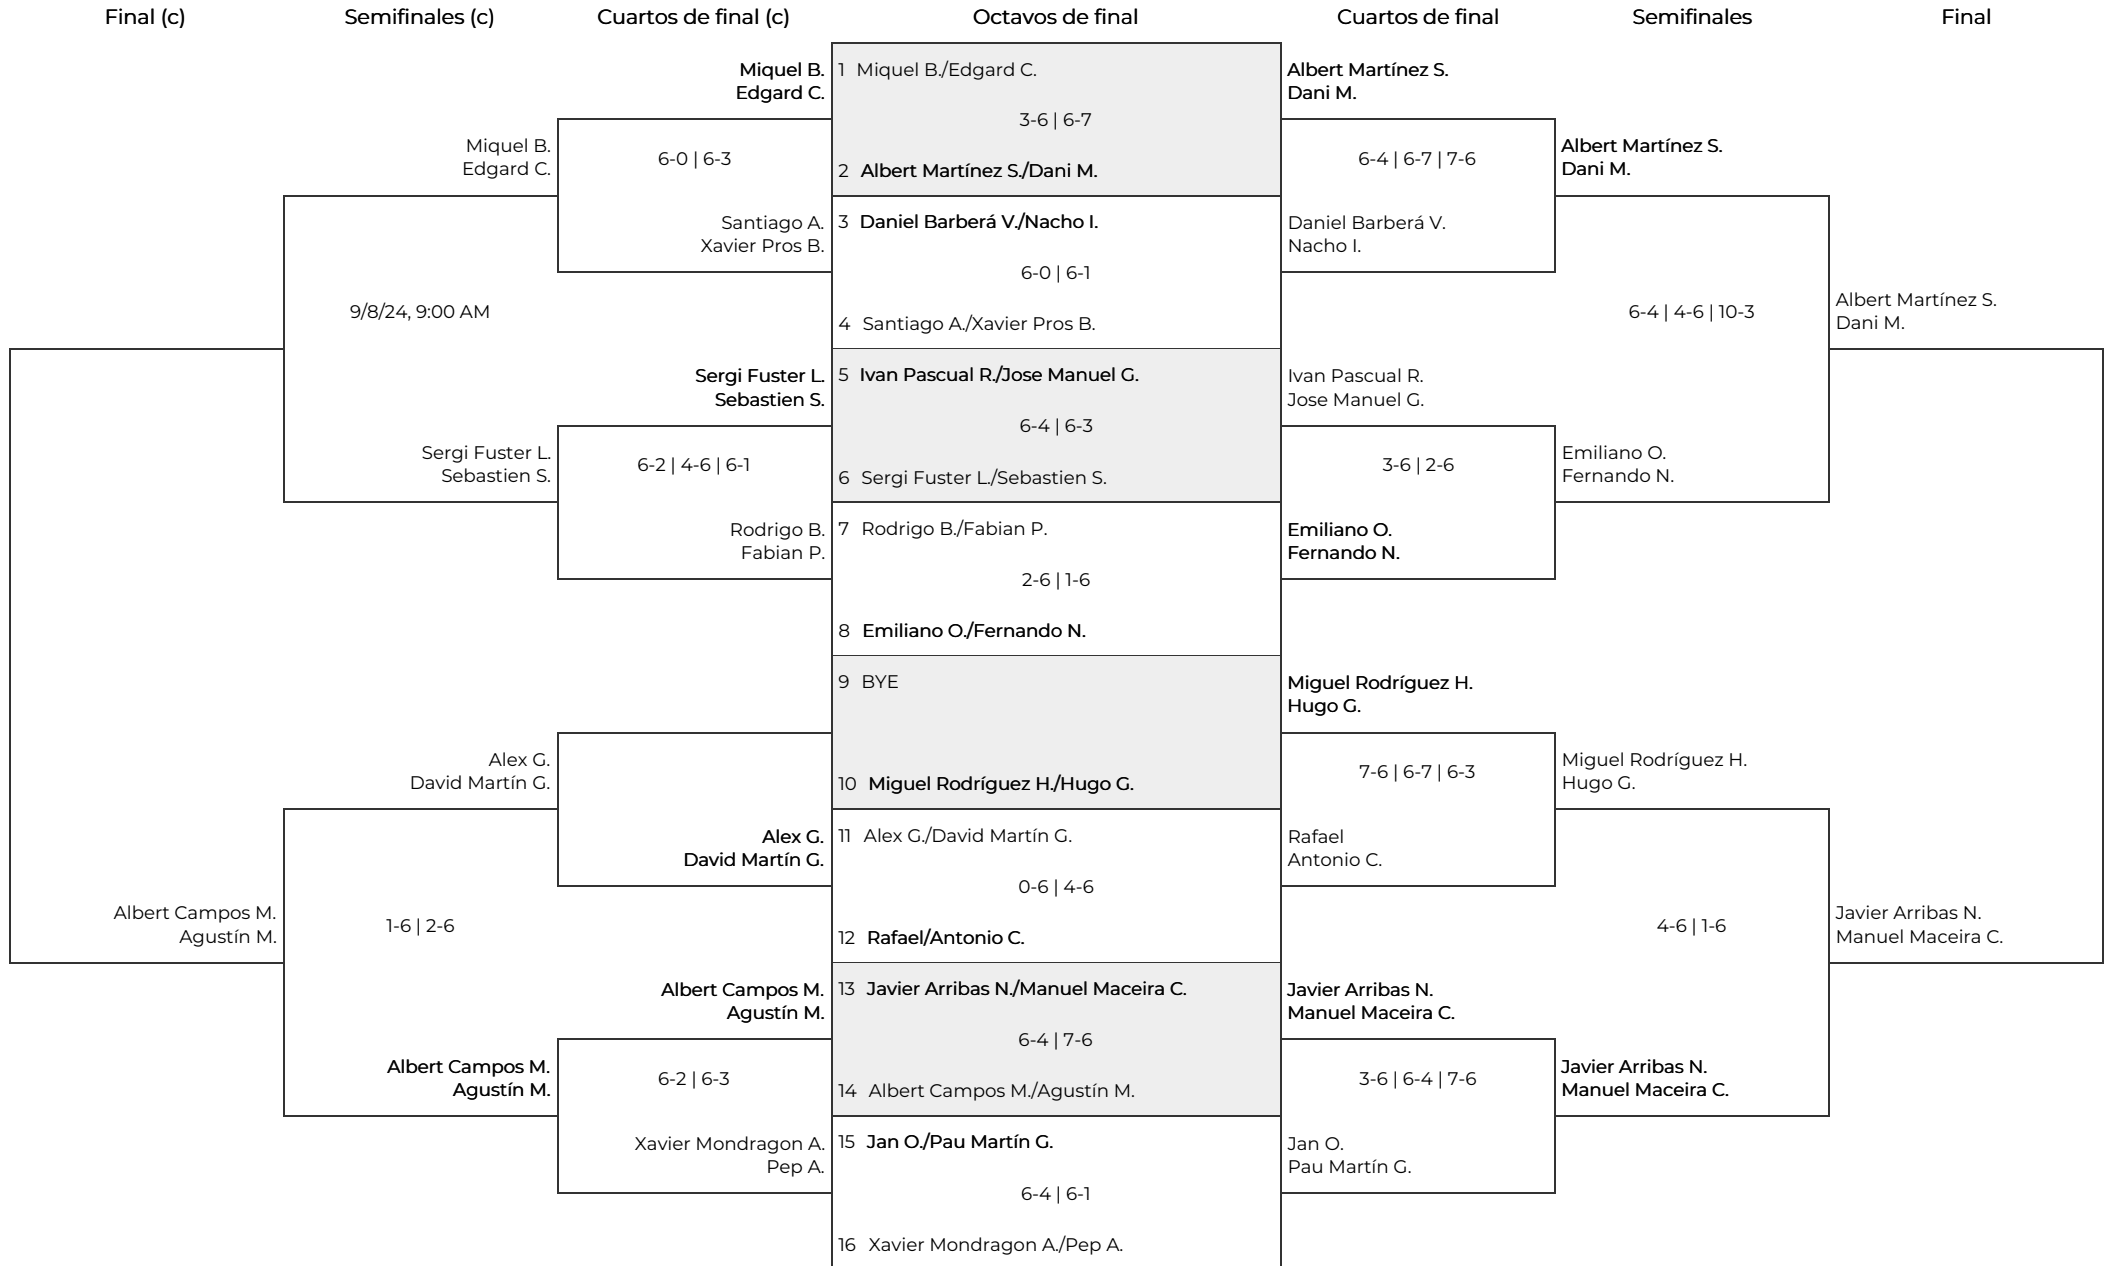 Final (c)
Semifinales (c)
Cuartos de final (c)
Octavos de final
Cuartos de final
Semifinales
Final
Albert Campos M.
Agustín M.
Miquel B.
Edgard C.
9/8/24, 9:00 AM
Sergi Fuster L.
Sebastien S.
Alex G.
David Martín G.
1-6 | 2-6
Albert Campos M.
Agustín M.
Miquel B.
Edgard C.
6-0 | 6-3
Santiago A.
Xavier Pros B.
Sergi Fuster L.
Sebastien S.
6-2 | 4-6 | 6-1
Rodrigo B.
Fabian P.
Alex G.
David Martín G.
Albert Campos M.
Agustín M.
6-2 | 6-3
Xavier Mondragon A.
Pep A.
1 Miquel B./Edgard C.
3-6 | 6-7
2 Albert Martínez S./Dani M.
3 Daniel Barberá V./Nacho I.
6-0 | 6-1
4 Santiago A./Xavier Pros B.
5 Ivan Pascual R./Jose Manuel G.
6-4 | 6-3
6 Sergi Fuster L./Sebastien S.
7 Rodrigo B./Fabian P.
2-6 | 1-6
8 Emiliano O./Fernando N.
9 BYE
10 Miguel Rodríguez H./Hugo G.
11 Alex G./David Martín G.
0-6 | 4-6
12 Rafael/Antonio C.
13 Javier Arribas N./Manuel Maceira C.
6-4 | 7-6
14 Albert Campos M./Agustín M.
15 Jan O./Pau Martín G.
6-4 | 6-1
16 Xavier Mondragon A./Pep A.
Albert Martínez S.
Dani M.
6-4 | 6-7 | 7-6
Daniel Barberá V.
Nacho I.
Ivan Pascual R.
Jose Manuel G.
3-6 | 2-6
Emiliano O.
Fernando N.
Miguel Rodríguez H.
Hugo G.
7-6 | 6-7 | 6-3
Rafael
Antonio C.
Javier Arribas N.
Manuel Maceira C.
3-6 | 6-4 | 7-6
Jan O.
Pau Martín G.
Albert Martínez S.
Dani M.
6-4 | 4-6 | 10-3
Emiliano O.
Fernando N.
Miguel Rodríguez H.
Hugo G.
4-6 | 1-6
Javier Arribas N.
Manuel Maceira C.
Albert Martínez S.
Dani M.
Javier Arribas N.
Manuel Maceira C.